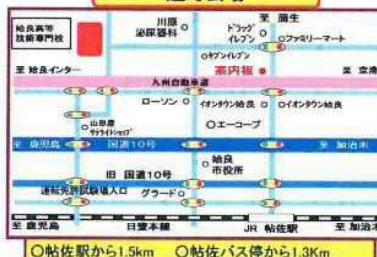 川原
泌尿器科
至 蒲生
ドラッグ
イレブン
ファミリーマート
姶良高等
技術専門校
セブンイレブン
至 姶良インター
案内板
至 空港
九州自動車道
ローソン
イオンタウン姶良
イオンタウン姶良
山形屋
サテライトショップ
エーコープ
至 鹿児島
国道10号
至 加治木
姶良
市役所
旧 国道10号
運転免許試験場入口
グラード
至 鹿児島
日豊本線
JR 帖佐
至 加治木
〇帖佐駅から1.5km 〇帖佐バス停から1.3Km